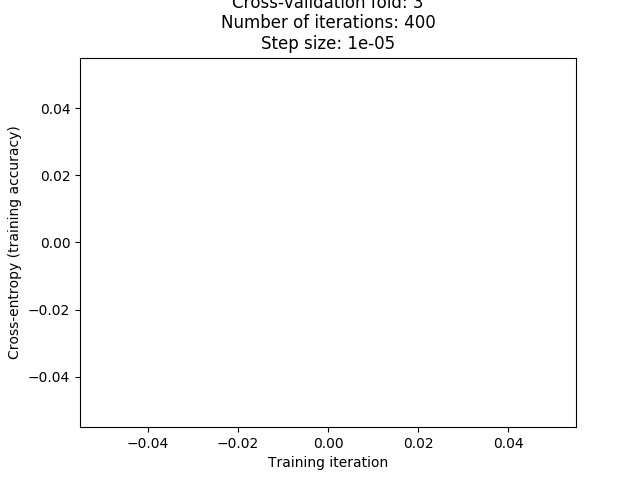 Cross-validation fold: 3
Number of iterations: 400
Step size: 1e-05
0.04
0.02
0.00
−0.02
−0.04
Cross-entropy (training accuracy)
−0.04 −0.02 0.00 0.02 0.04
Training iteration